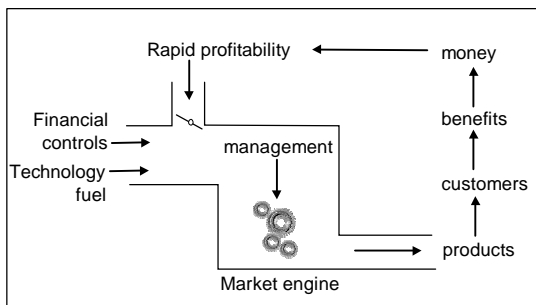 Rapid profitability
money
Financial
controls
benefits
management
Technology
fuel
customers
products
Market engine